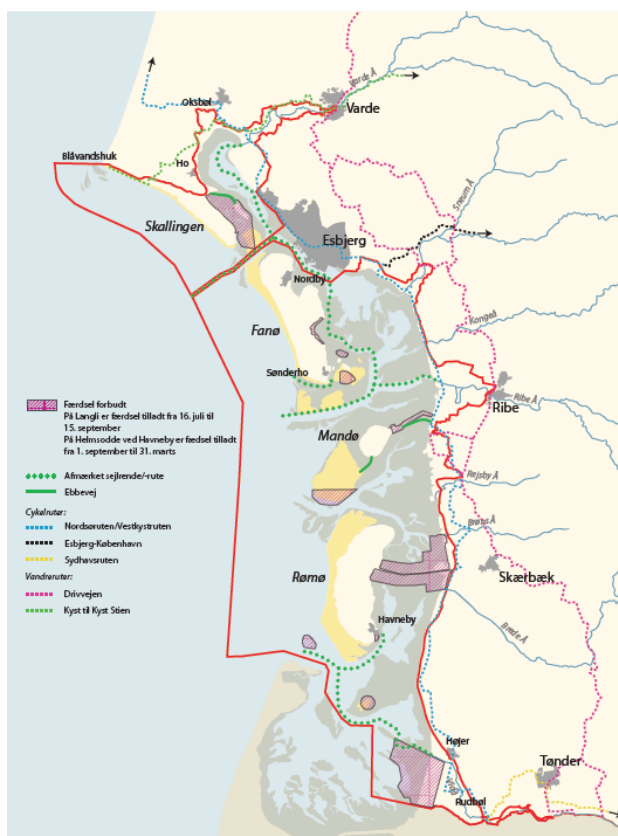 Varde Å
Oksbøl
Varde
Blåvandshuk
Ho
Sneum Å
Skallingen
Esbjerg
Nordby
Kongeå
Fanø
Sønderho
Ribe Å
Ribe
Mandø
Færdsel forbudt
På Langli er færdsel tilladt fra 16. juli til
15. september
På Helmsodde ved Havneby er fædsel tilladt
fra 1. september til 31. marts
Afmærket sejlrende/-rute
Ebbevej
Cykelruter:
Nordsøruten/Vestkystruten
Esbjerg-København
Sydhavsruten
Vandreruter:
Drivvejen
Kyst til Kyst Stien
Rejsby Å
Brøns Å
Skærbæk
Rømø
Havneby
Brede Å
Højer
Tønder
Vidå
Rudbøl